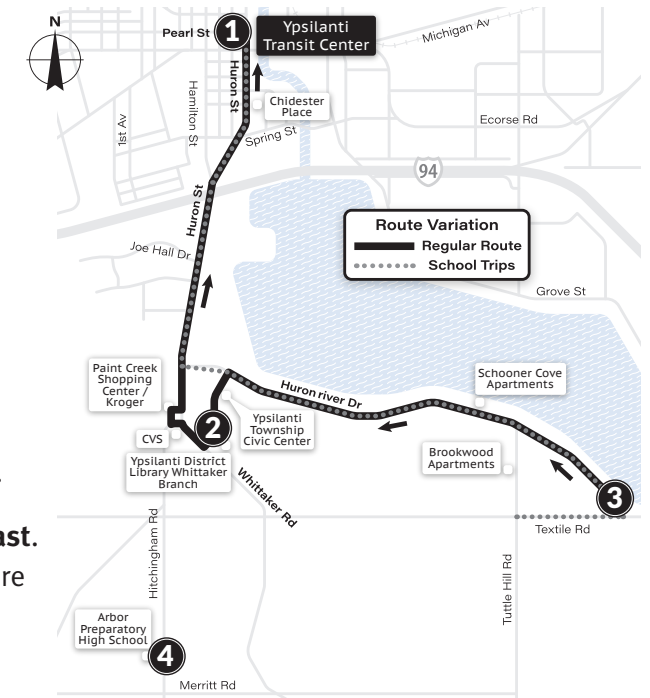 N
Pearl St
1
Ypsilanti
Transit Center
Michigan Av
Huron St
Hamilton St
1st Av
Chidester
Place
Spring St
Ecorse Rd
94
Huron St
Joe Hall Dr
Route Variation
Regular Route
School Trips
Grove St
Paint Creek
Shopping
Center /
Kroger
Huron river Dr
Schooner Cove
Apartments
CVS
2
Ypsilanti
Township
Civic Center
Brookwood
Apartments
Ypsilanti District
Library Whittaker
Branch
Whittaker Rd
3
ast.
re
Textile Rd
Hitchingham Rd
Tuttle Hill Rd
Arbor
Preparatory
High School
4
Merritt Rd